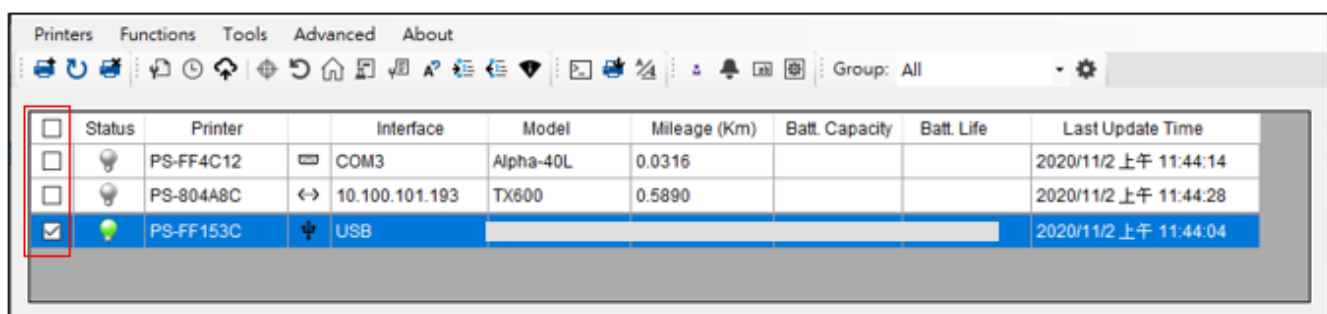 Printers Functions Tools Advanced About
Group: All
Status Printer Interface Model Mileage (Km) Batt. Capacity Batt. Life Last Update Time
PS-FF4C12 COM3 Alpha-40L 0.0316 2020/11/2 上午 11:44:14
PS-804A8C 10.100.101.193 TX600 0.5890 2020/11/2 上午 11:44:28
PS-FF153C USB 2020/11/2 上午 11:44:04